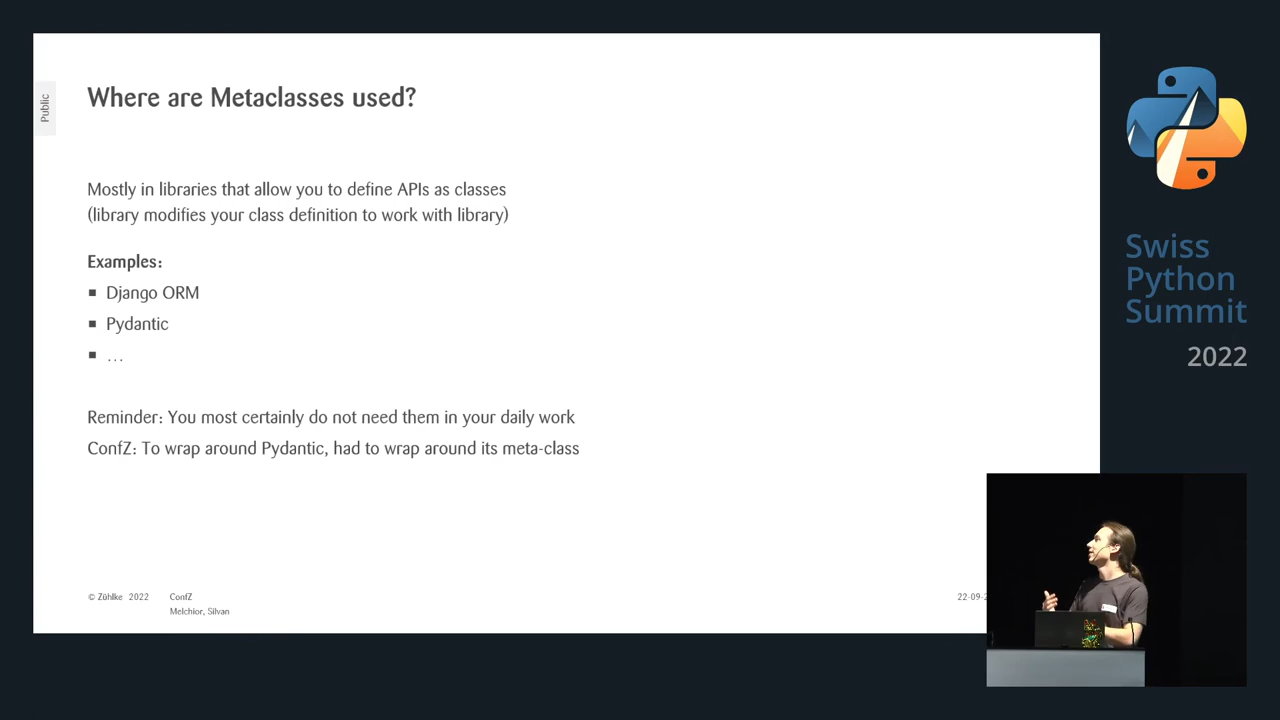 Public
Where are Metaclasses used?
Mostly in libraries that allow you to define APIs as classes
(library modifies your class definition to work with library)
Examples:
▪ Django ORM
▪ Pydantic
▪ …
Reminder: You most certainly do not need them in your daily work
ConfZ: To wrap around Pydantic, had to wrap around its meta-class
© Zühlke 2022
ConfZ
Melchior, Silvan
22-09-2
Swiss
Python
Summit
2022